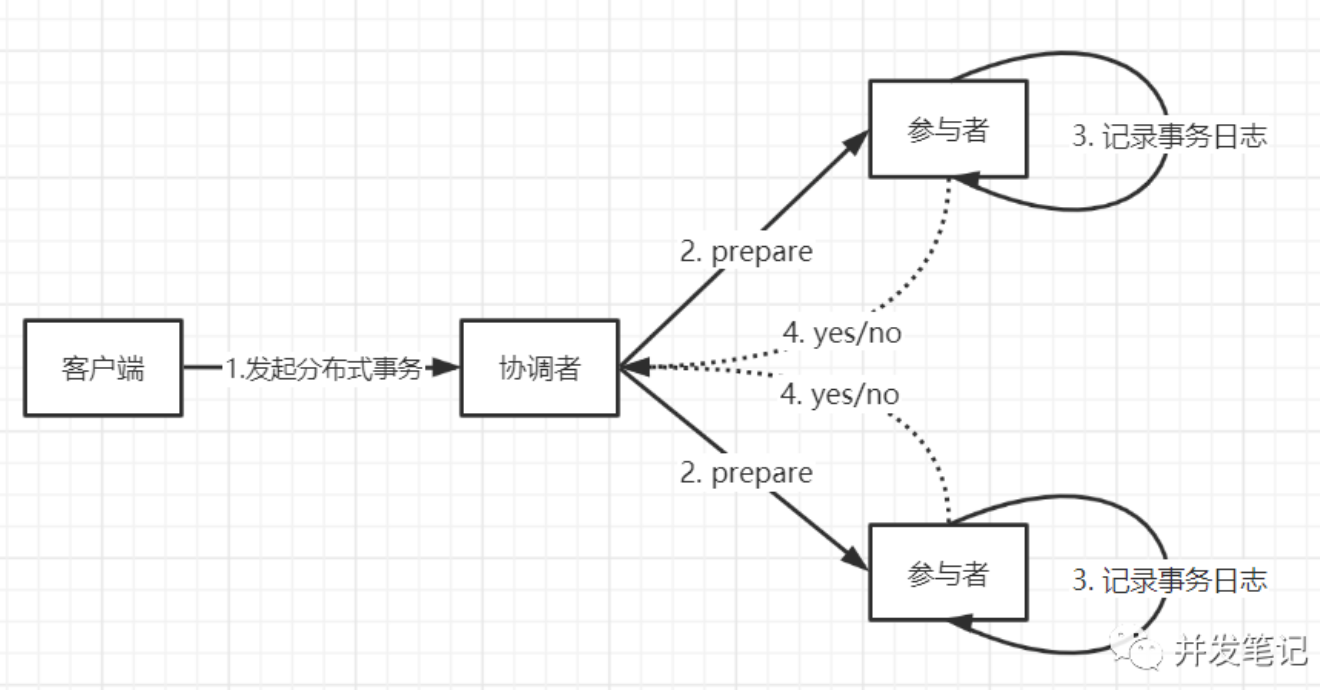 参与者
3. 记录事务日志
2. prepare
4. yes/no
客户端
1.发起分布式事务
协调者
4. yes/no
2. prepare
参与者
3. 记录事务日志
并发笔记